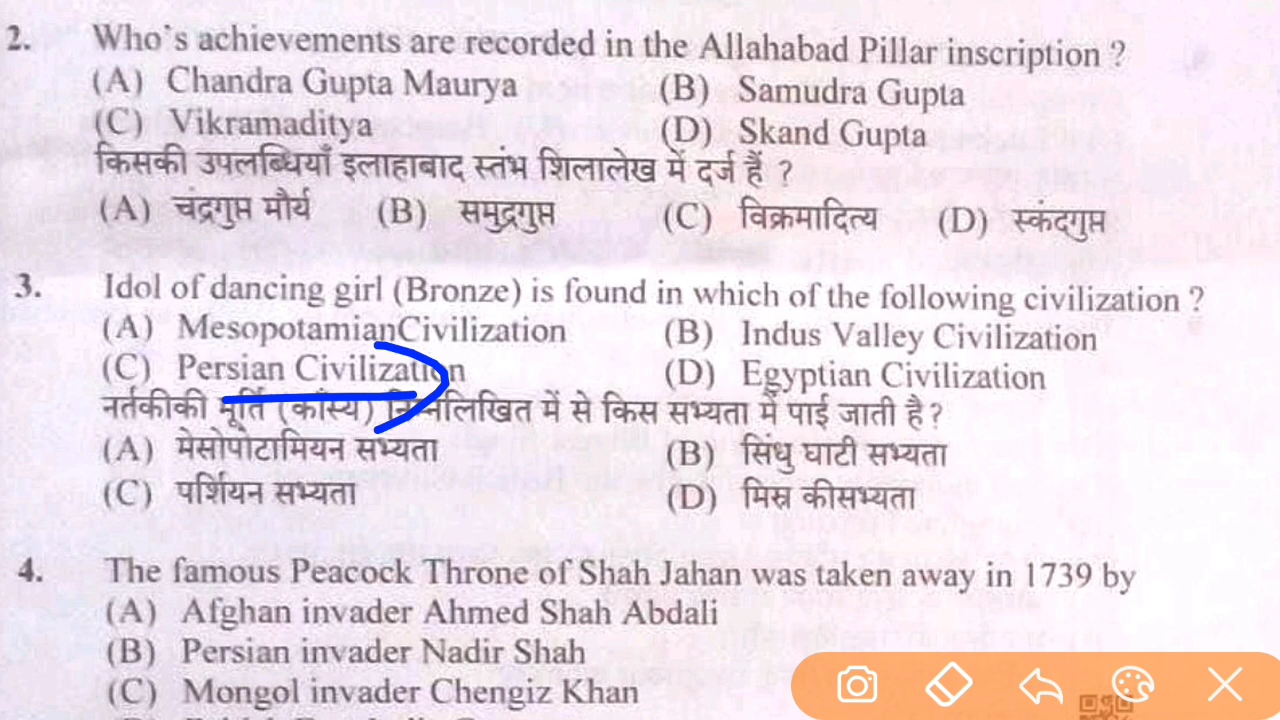 2. Who's achievements are recorded in the Allahabad Pillar inscription ?
(A) Chandra Gupta Maurya (B) Samudra Gupta
(C) Vikramaditya (D) Skand Gupta
किसकी उपलब्धियाँ इलाहाबाद स्तंभ शिलालेख में दर्ज हैं ?
(A) चंद्रगुप्त मौर्य (B) समुद्रगुप्त (C) विक्रमादित्य (D) स्कंदगुप्त
3. Idol of dancing girl (Bronze) is found in which of the following civilization ?
(A) MesopotamianCivilization (B) Indus Valley Civilization
(C) Persian Civilization (D) Egyptian Civilization
नर्तकीकी मूर्ति (काँस्य) निम्नलिखित में से किस सभ्यता में पाई जाती है?
(A) मेसोपोटामियन सभ्यता (B) सिंधु घाटी सभ्यता
(C) पर्शियन सभ्यता (D) मिस्र कीसभ्यता
4. The famous Peacock Throne of Shah Jahan was taken away in 1739 by
(A) Afghan invader Ahmed Shah Abdali
(B) Persian invader Nadir Shah
(C) Mongol invader Chengiz Khan